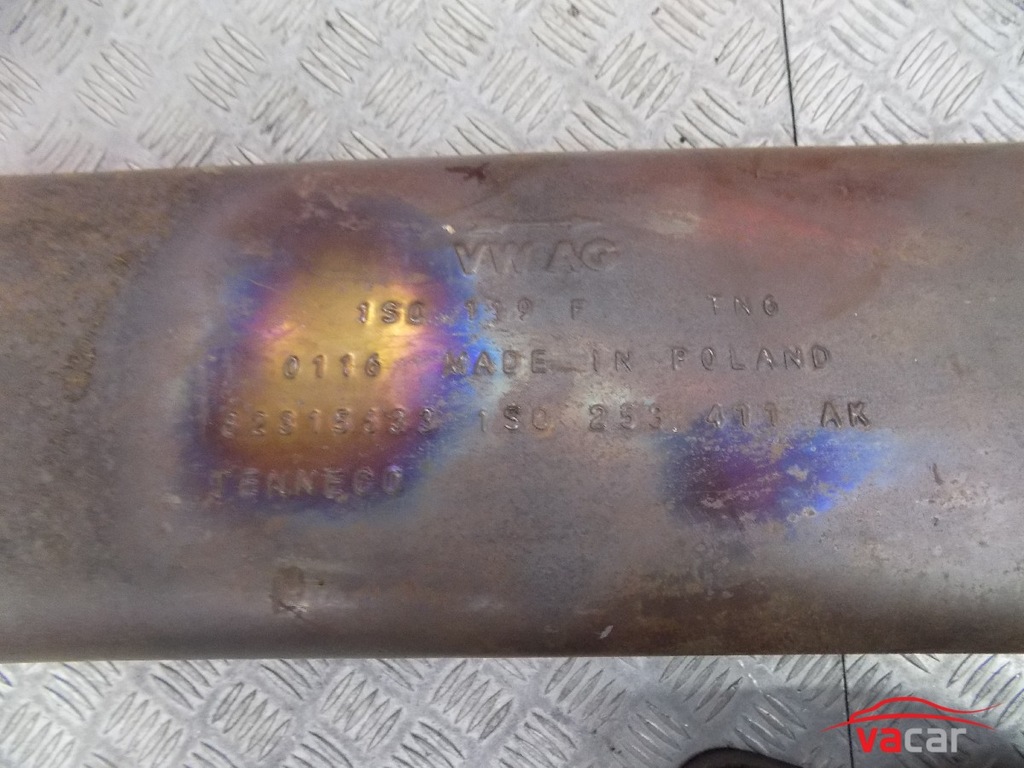 VW AG
1S0 119 F TNG
0116 MADE IN POLAND
1S0 253 411 AK
TENNECO
vacar